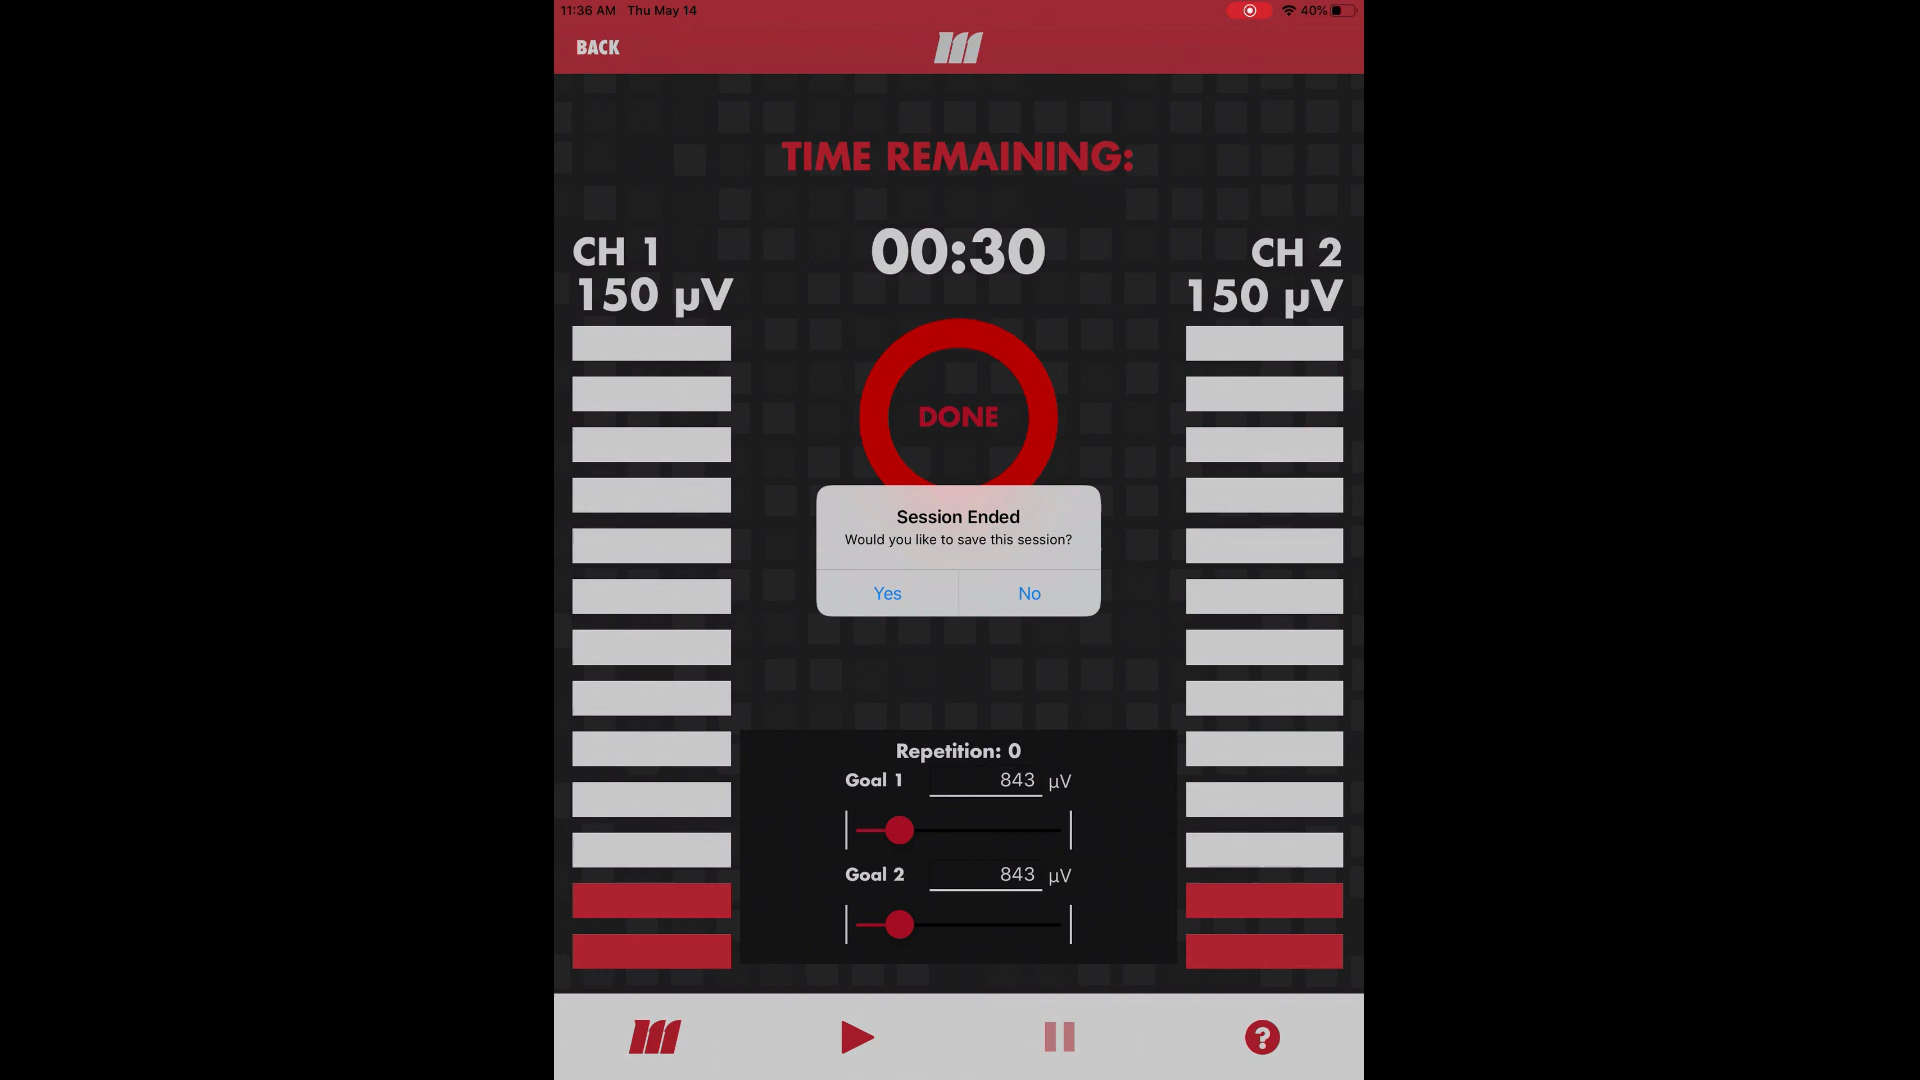 11:36 AM Thu May 14
40%
BACK
TIME REMAINING:
00:30
CH 1
150 µV
CH 2
150 µV
DONE
Session Ended
Would you like to save this session?
Yes
No
Repetition: 0
Goal 1 843 µV
Goal 2 843 µV
?